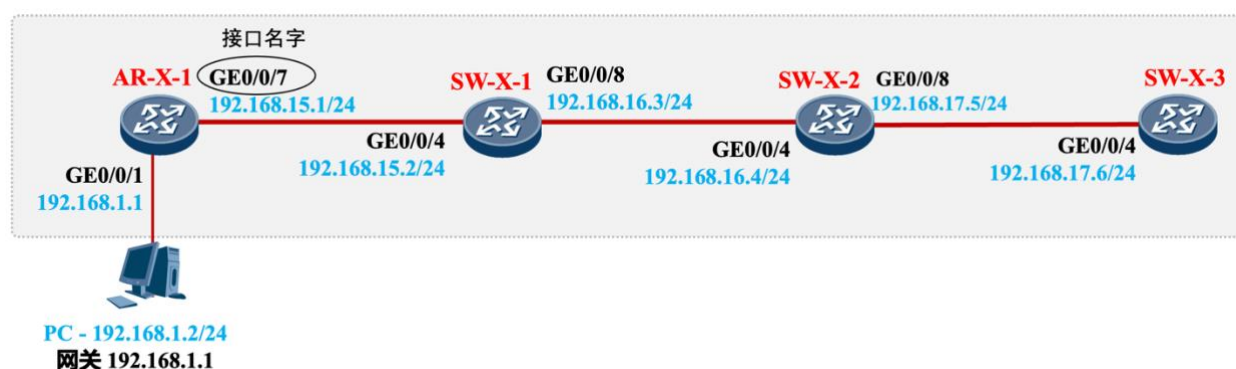 接口名字
AR-X-1
GE0/0/7
192.168.15.1/24
SW-X-1
GE0/0/8
192.168.16.3/24
SW-X-2
GE0/0/8
192.168.17.5/24
SW-X-3
GE0/0/4
192.168.15.2/24
GE0/0/4
192.168.16.4/24
GE0/0/4
192.168.17.6/24
GE0/0/1
192.168.1.1
PC - 192.168.1.2/24
网关 192.168.1.1